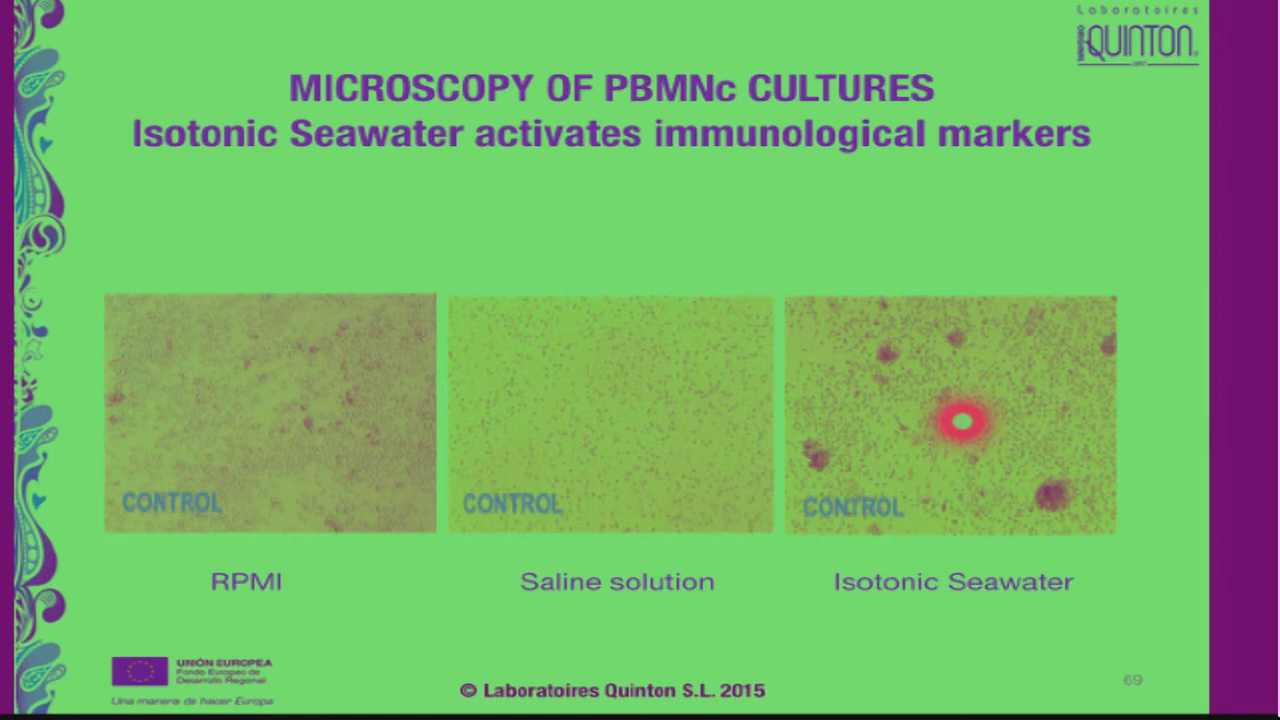 Laboratoires
QUINTON
MICROSCOPY OF PBMNc CULTURES
Isotonic Seawater activates immunological markers
CONTROL
CONTROL
CONTROL
RPMI
Saline solution
Isotonic Seawater
UNIÓN EUROPEA
Fondo Europeo de
Desarrollo Regional
Una manera de hacer Europa
© Laboratoires Quinton S.L. 2015
69